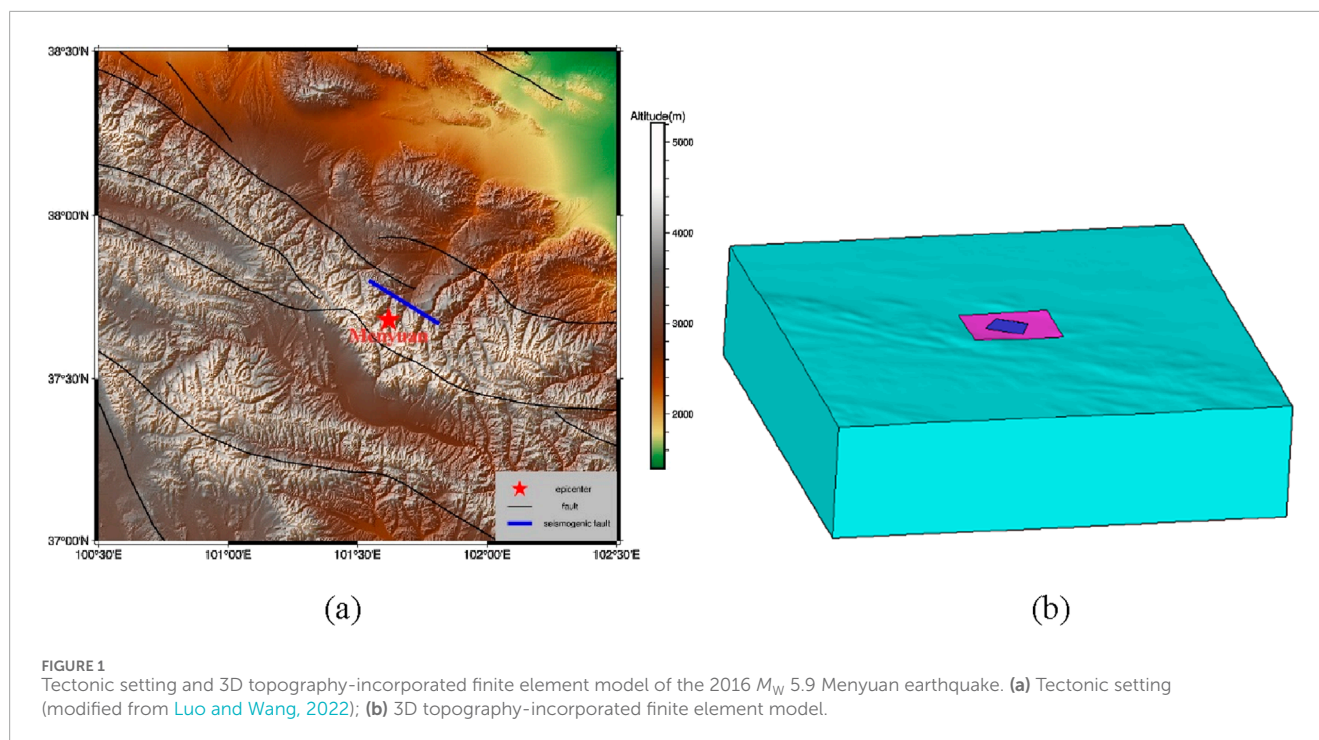 38°30'N
38°00'N
37°30'N
37°00'N
100°30'E 101°00'E 101°30'E 102°00'E 102°30'E
Menyuan
epicenter
fault
seismogenic fault
Altitude(m)
5000
4000
3000
2000
(a)
(b)
FIGURE 1
Tectonic setting and 3D topography-incorporated finite element model of the 2016 MW 5.9 Menyuan earthquake. (a) Tectonic setting
(modified from Luo and Wang, 2022); (b) 3D topography-incorporated finite element model.